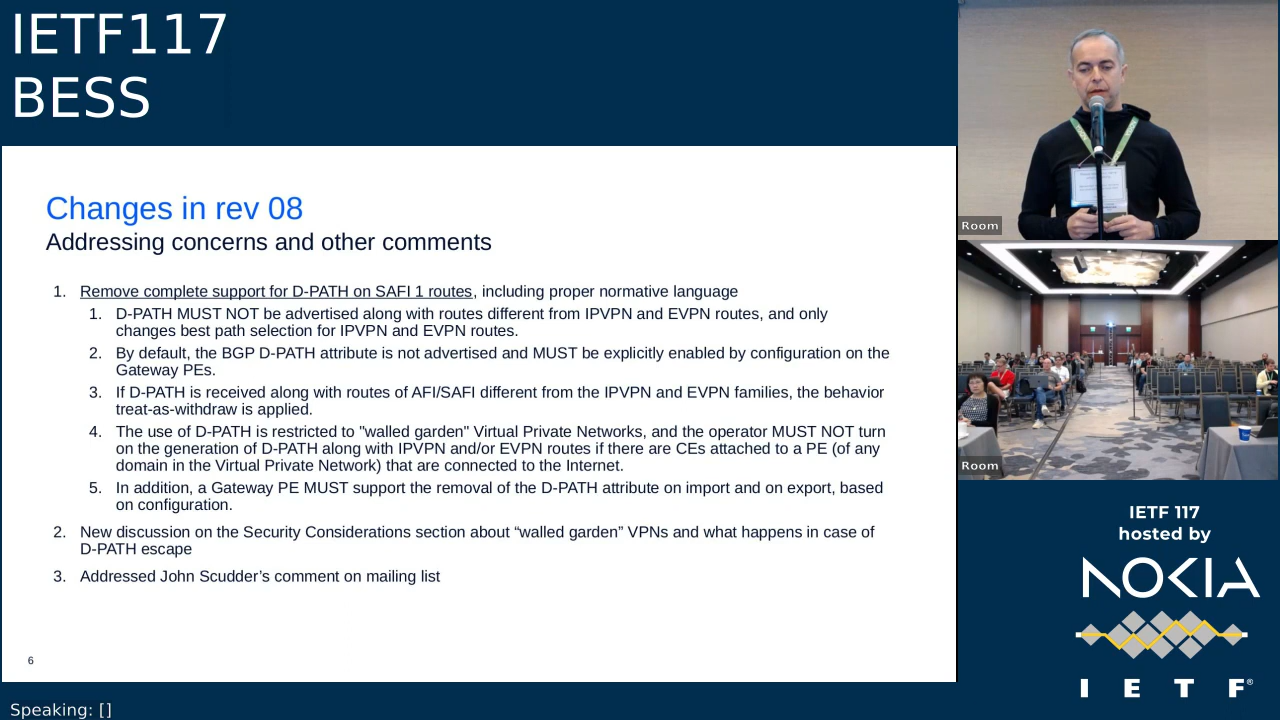 IETF117
BESS
Changes in rev 08
Addressing concerns and other comments
1. Remove complete support for D-PATH on SAFI 1 routes, including proper normative language
1. D-PATH MUST NOT be advertised along with routes different from IPVPN and EVPN routes, and only
changes best path selection for IPVPN and EVPN routes.
2. By default, the BGP D-PATH attribute is not advertised and MUST be explicitly enabled by configuration on the
Gateway PEs.
3. If D-PATH is received along with routes of AFI/SAFI different from the IPVPN and EVPN families, the behavior
treat-as-withdraw is applied.
4. The use of D-PATH is restricted to "walled garden" Virtual Private Networks, and the operator MUST NOT turn
on the generation of D-PATH along with IPVPN and/or EVPN routes if there are CEs attached to a PE (of any
domain in the Virtual Private Network) that are connected to the Internet.
5. In addition, a Gateway PE MUST support the removal of the D-PATH attribute on import and on export, based
on configuration.
2. New discussion on the Security Considerations section about “walled garden” VPNs and what happens in case of
D-PATH escape
3. Addressed John Scudder’s comment on mailing list
6
Speaking: []
Room
Room
IETF 117
hosted by
NOKIA
I E T F®